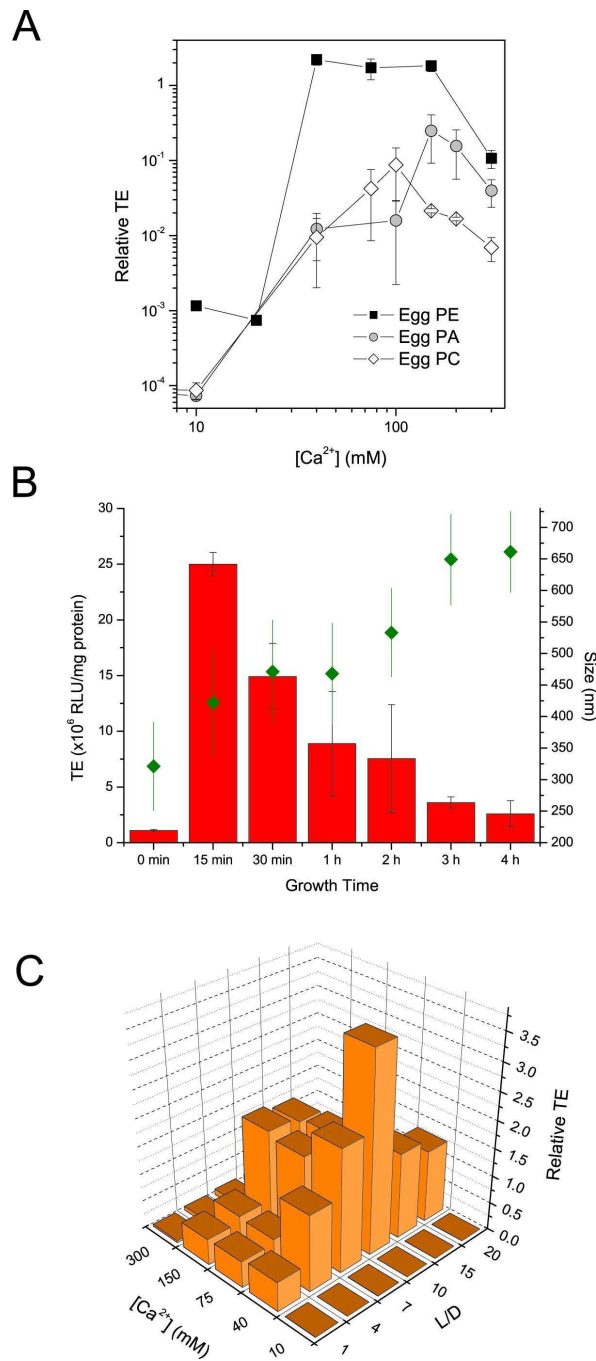 A
Relative TE
1
10⁻¹
10⁻²
10⁻³
10⁻⁴
Egg PE
Egg PA
Egg PC
10 100
[Ca²⁺] (mM)
B
TE (x10⁶ RLU/mg protein)
30
25
20
15
10
5
0
700
650
600
550
500
450
400
350
300
250
200
Size (nm)
0 min 15 min 30 min 1 h 2 h 3 h 4 h
Growth Time
C
3.5
3.0
2.5
2.0
1.5
1.0
0.5
0.0
Relative TE
300
150
75
40
10
[Ca²⁺] (mM)
20
15
10
7
4
1
L/D